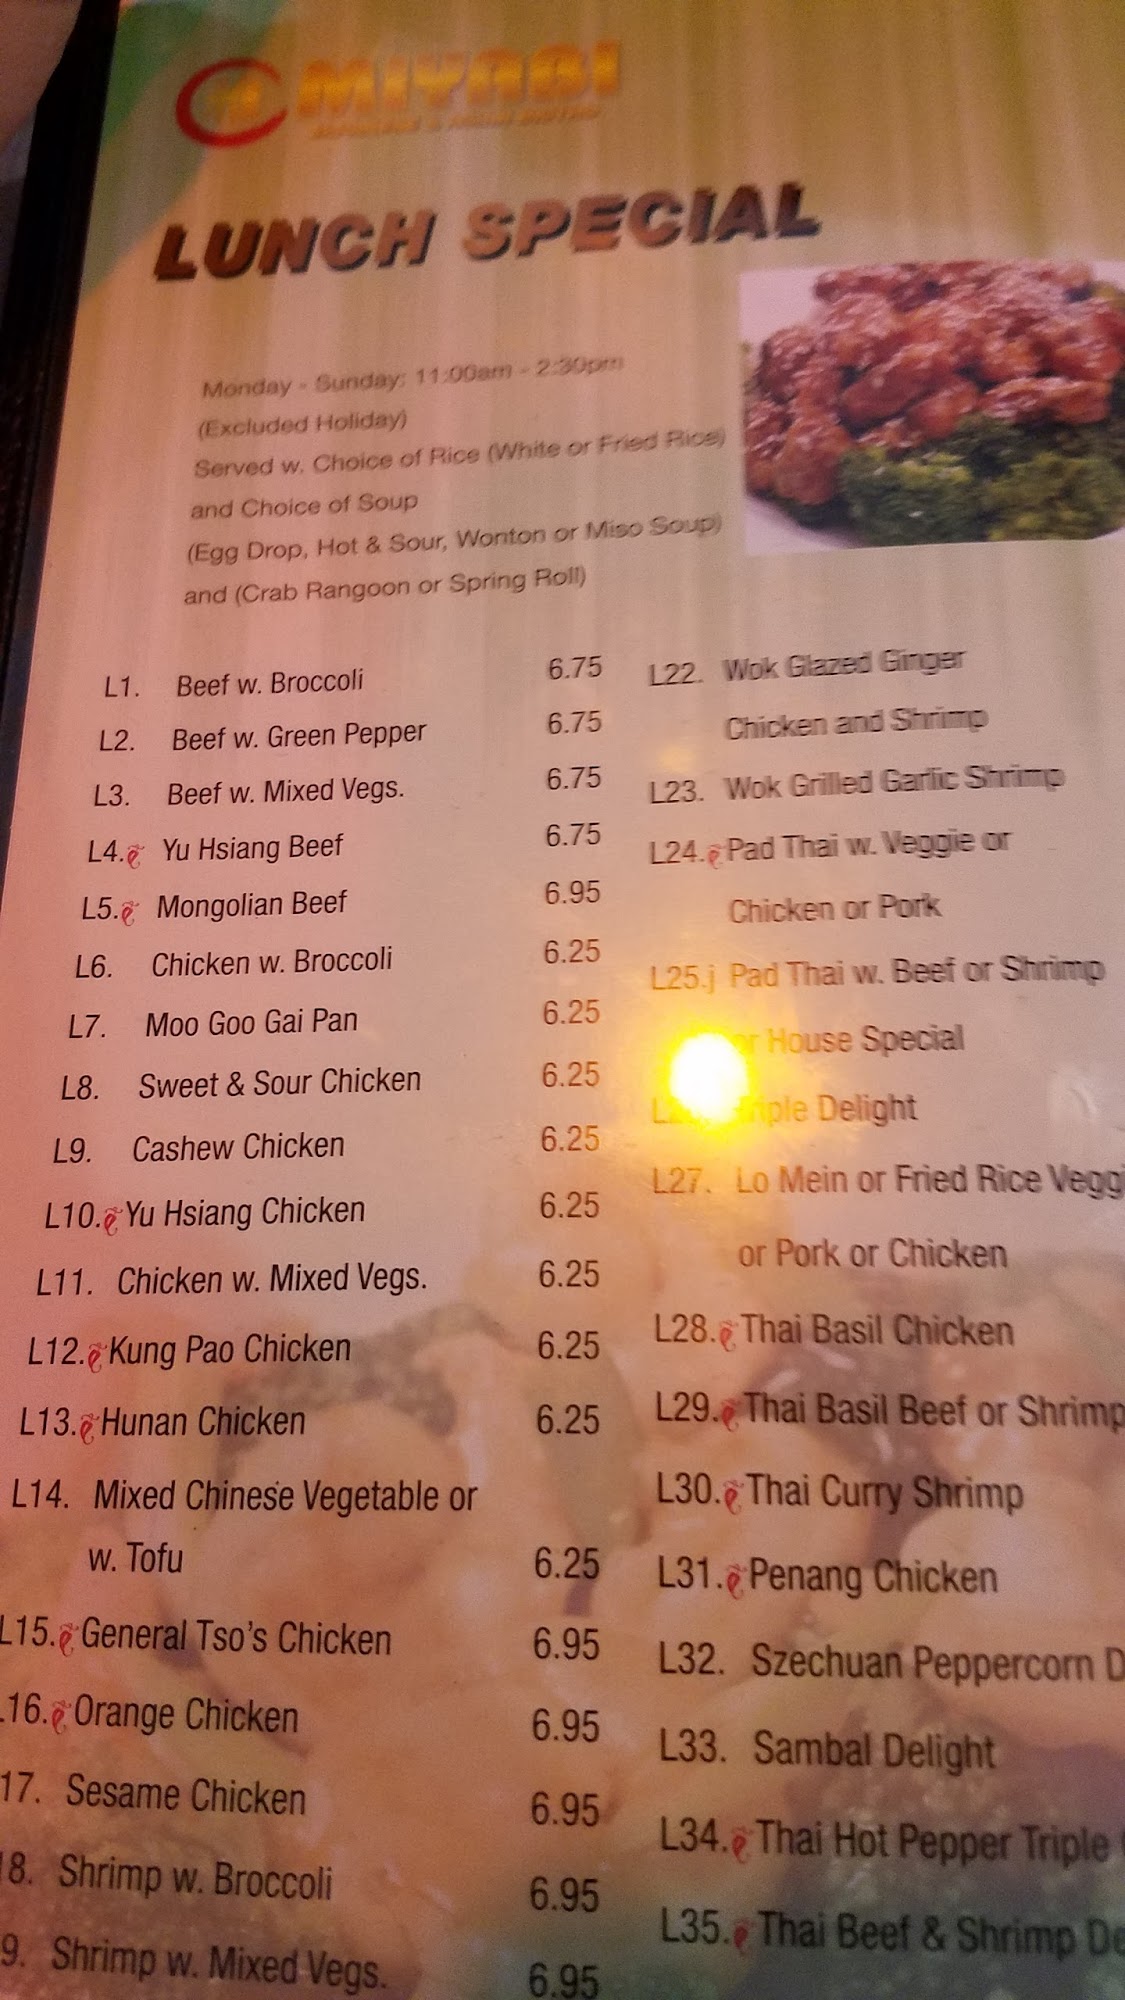 MIYABI
LUNCH SPECIAL
Monday - Sunday: 11:00am - 2:30pm
(Excluded Holiday)
Served w. Choice of Rice (White or Fried Rice)
and Choice of Soup
(Egg Drop, Hot & Sour, Wonton or Miso Soup)
and (Crab Rangoon or Spring Roll)
L1. Beef w. Broccoli 6.75
L2. Beef w. Green Pepper 6.75
L3. Beef w. Mixed Vegs. 6.75
L4. Yu Hsiang Beef 6.75
L5. Mongolian Beef 6.95
L6. Chicken w. Broccoli 6.25
L7. Moo Goo Gai Pan 6.25
L8. Sweet & Sour Chicken 6.25
L9. Cashew Chicken 6.25
L10. Yu Hsiang Chicken 6.25
L11. Chicken w. Mixed Vegs. 6.25
L12. Kung Pao Chicken 6.25
L13. Hunan Chicken 6.25
L14. Mixed Chinese Vegetable or
w. Tofu 6.25
L15. General Tso's Chicken 6.95
16. Orange Chicken 6.95
17. Sesame Chicken 6.95
8. Shrimp w. Broccoli 6.95
9. Shrimp w. Mixed Vegs. 6.95
L22. Wok Glazed Ginger
Chicken and Shrimp
L23. Wok Grilled Garlic Shrimp
L24. Pad Thai w. Veggie or
Chicken or Pork
L25.j Pad Thai w. Beef or Shrimp
or House Special
Delight
L27. Lo Mein or Fried Rice Vegg
or Pork or Chicken
L28. Thai Basil Chicken
L29. Thai Basil Beef or Shrimp
L30. Thai Curry Shrimp
L31. Penang Chicken
L32. Szechuan Peppercorn D
L33. Sambal Delight
L34. Thai Hot Pepper Triple
L35. Thai Beef & Shrimp De